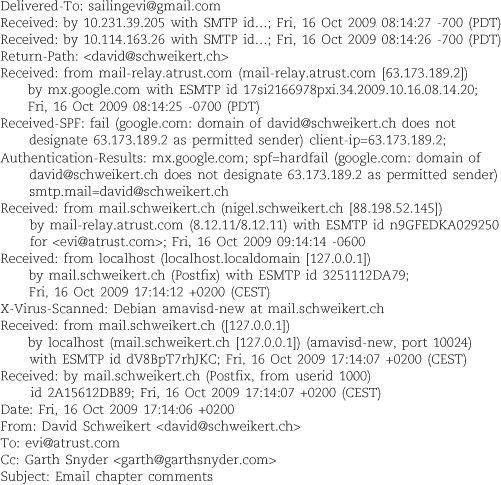 Delivered-To: sailingevi@gmail.com
Received: by 10.231.39.205 with SMTP id...; Fri, 16 Oct 2009 08:14:27 -700 (PDT)
Received: by 10.114.163.26 with SMTP id...; Fri, 16 Oct 2009 08:14:26 -700 (PDT)
Return-Path: <david@schweikert.ch>
Received: from mail-relay.atrust.com (mail-relay.atrust.com [63.173.189.2])
by mx.google.com with ESMTP id 17si2166978pxi.34.2009.10.16.08.14.20;
Fri, 16 Oct 2009 08:14:25 -0700 (PDT)
Received-SPF: fail (google.com: domain of david@schweikert.ch does not
designate 63.173.189.2 as permitted sender) client-ip=63.173.189.2;
Authentication-Results: mx.google.com; spf=hardfail (google.com: domain of
david@schweikert.ch does not designate 63.173.189.2 as permitted sender)
smtp.mail=david@schweikert.ch
Received: from mail.schweikert.ch (nigel.schweikert.ch [88.198.52.145])
by mail-relay.atrust.com (8.12.11/8.12.11) with ESMTP id n9GFEDKA029250
for <evi@atrust.com>; Fri, 16 Oct 2009 09:14:14 -0600
Received: from localhost (localhost.localdomain [127.0.0.1])
by mail.schweikert.ch (Postfix) with ESMTP id 3251112DA79;
Fri, 16 Oct 2009 17:14:12 +0200 (CEST)
X-Virus-Scanned: Debian amavisd-new at mail.schweikert.ch
Received: from mail.schweikert.ch ([127.0.0.1])
by localhost (mail.schweikert.ch [127.0.0.1]) (amavisd-new, port 10024)
with ESMTP id dV8BpT7rhJKC; Fri, 16 Oct 2009 17:14:07 +0200 (CEST)
Received: by mail.schweikert.ch (Postfix, from userid 1000)
id 2A15612DB89; Fri, 16 Oct 2009 17:14:07 +0200 (CEST)
Date: Fri, 16 Oct 2009 17:14:06 +0200
From: David Schweikert <david@schweikert.ch>
To: evi@atrust.com
Cc: Garth Snyder <garth@garthsnyder.com>
Subject: Email chapter comments